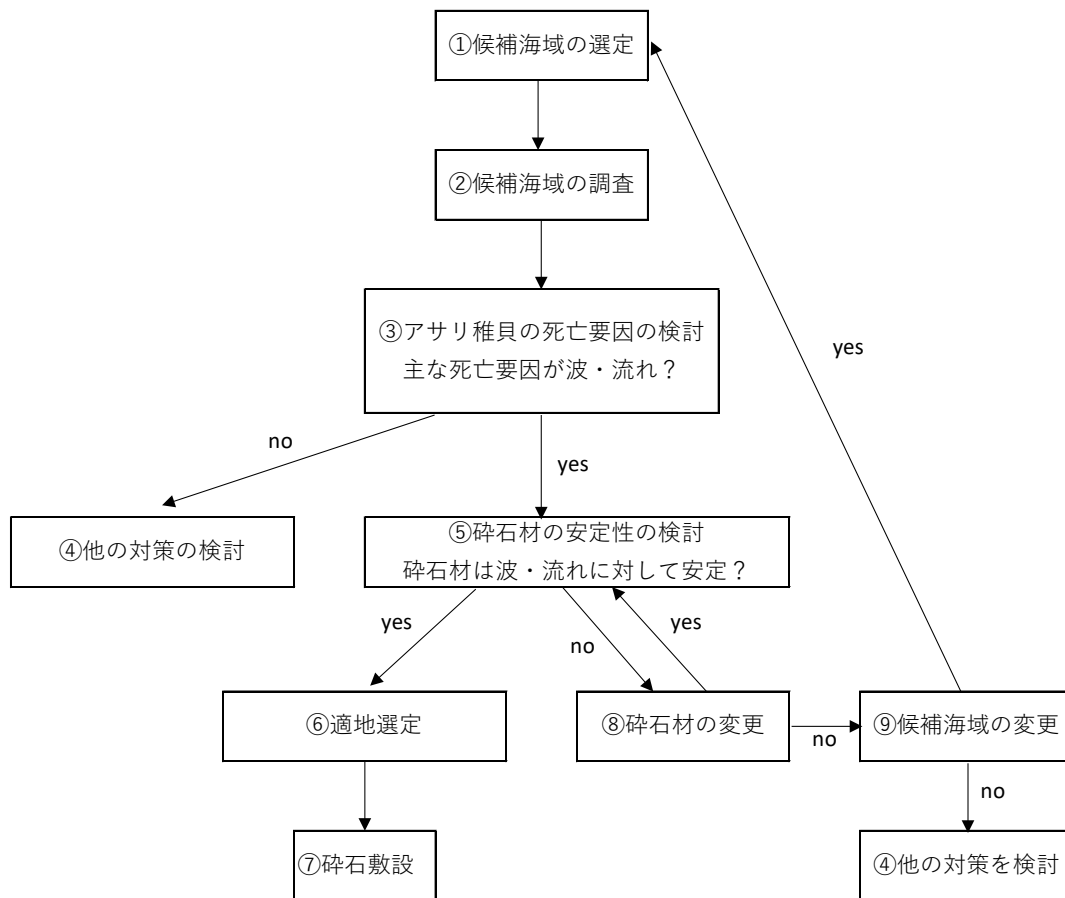 ①候補海域の選定
②候補海域の調査
③アサリ稚貝の死亡要因の検討
主な死亡要因が波・流れ？
yes
no
yes
④他の対策の検討
⑤砕石材の安定性の検討
砕石材は波・流れに対して安定？
yes
no
yes
⑥適地選定
⑧砕石材の変更
no
⑨候補海域の変更
no
⑦砕石敷設
④他の対策を検討